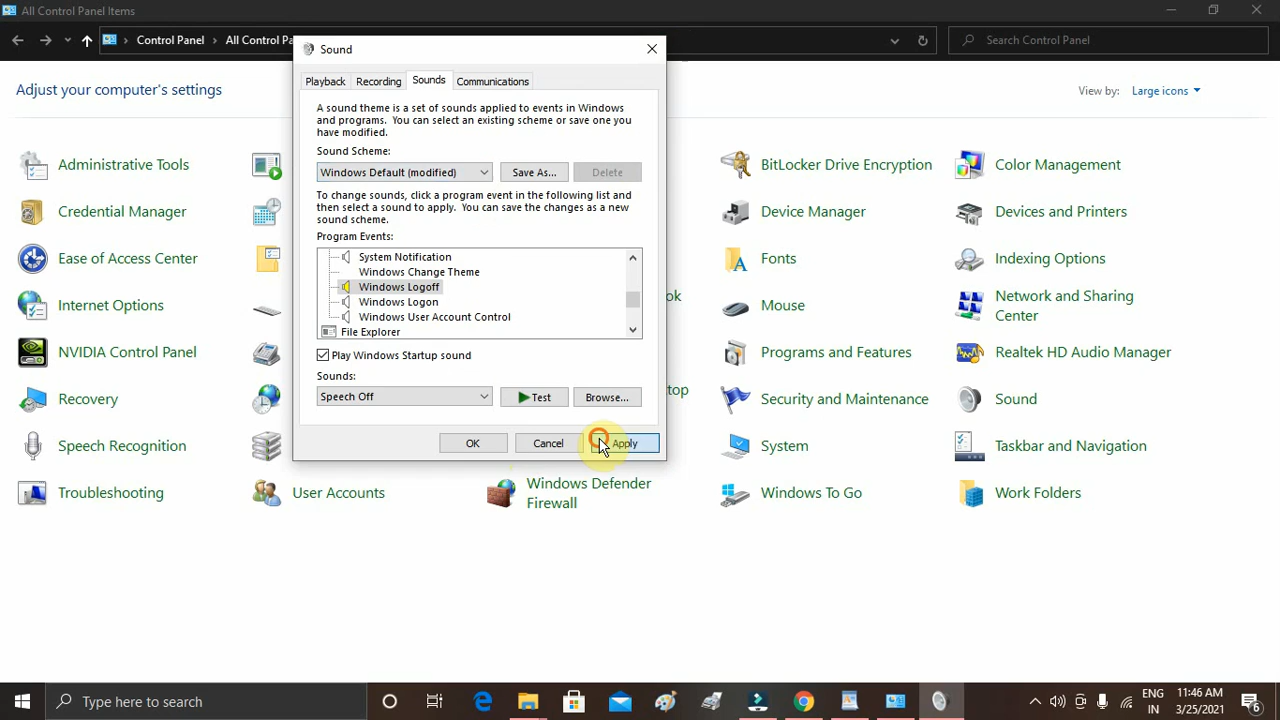 All Control Panel Items
Control Panel
All Control Pa
Search Control Panel
Adjust your computer's settings
View by:
Large icons
Sound
Playback
Recording
Sounds
Communications
A sound theme is a set of sounds applied to events in Windows
and programs. You can select an existing scheme or save one you
have modified.
Sound Scheme:
Windows Default (modified)
Save As...
Delete
To change sounds, click a program event in the following list and
then select a sound to apply. You can save the changes as a new
sound scheme.
Program Events:
System Notification
Windows Change Theme
Windows Logoff
Windows Logon
Windows User Account Control
File Explorer
Play Windows Startup sound
Sounds:
Speech Off
Test
Browse...
OK
Cancel
Apply
Administrative Tools
BitLocker Drive Encryption
Color Management
Credential Manager
Device Manager
Devices and Printers
Ease of Access Center
Fonts
Indexing Options
Internet Options
ok
Mouse
Network and Sharing
Center
NVIDIA Control Panel
Programs and Features
Realtek HD Audio Manager
Recovery
top
Security and Maintenance
Sound
Speech Recognition
System
Taskbar and Navigation
Troubleshooting
User Accounts
Windows Defender
Firewall
Windows To Go
Work Folders
Type here to search
ENG
IN
11:46 AM
3/25/2021
6